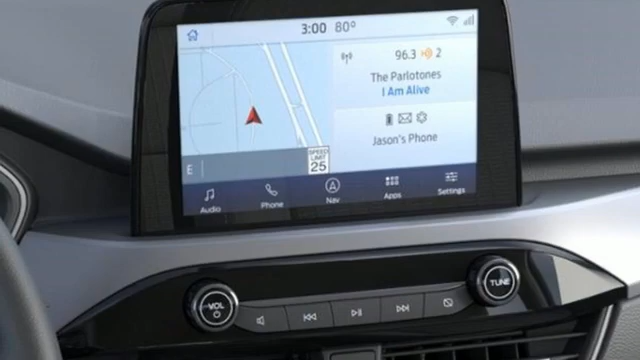 3:00 80°
96.3 2
The Parlotones
I Am Alive
Jason's Phone
SPEED
LIMIT
25
E
Audio Phone Nav Apps Settings
VOL TUNE